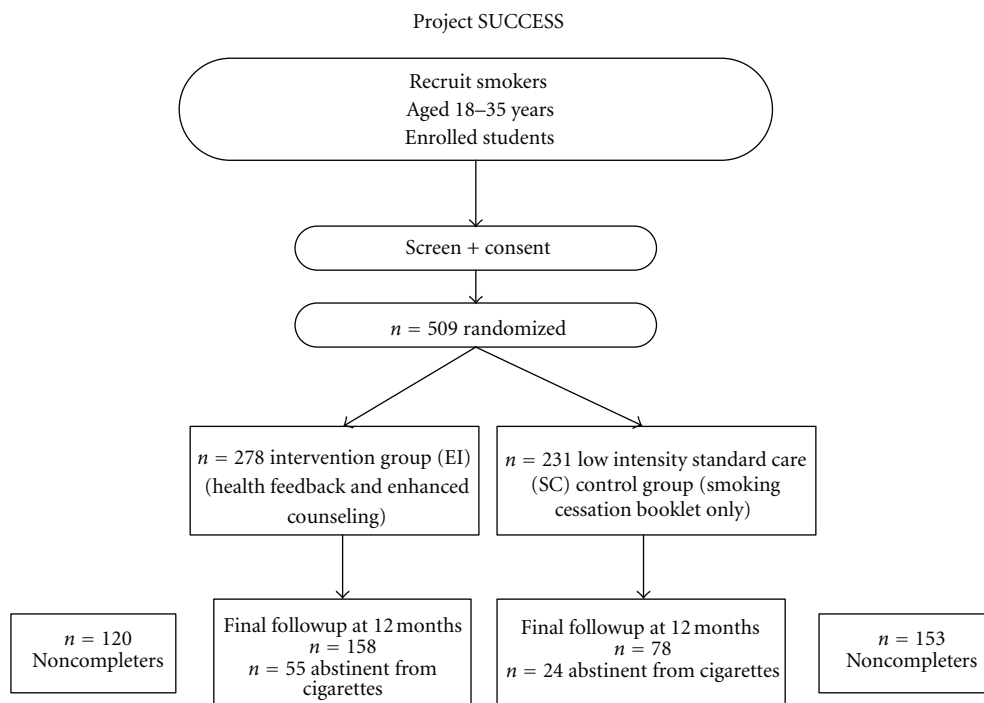 Project SUCCESS
Recruit smokers
Aged 18–35 years
Enrolled students
Screen + consent
n = 509 randomized
n = 278 intervention group (EI)
(health feedback and enhanced
counseling)
n = 231 low intensity standard care
(SC) control group (smoking
cessation booklet only)
n = 120
Noncompleters
Final followup at 12 months
n = 158
n = 55 abstinent from
cigarettes
Final followup at 12 months
n = 78
n = 24 abstinent from cigarettes
n = 153
Noncompleters